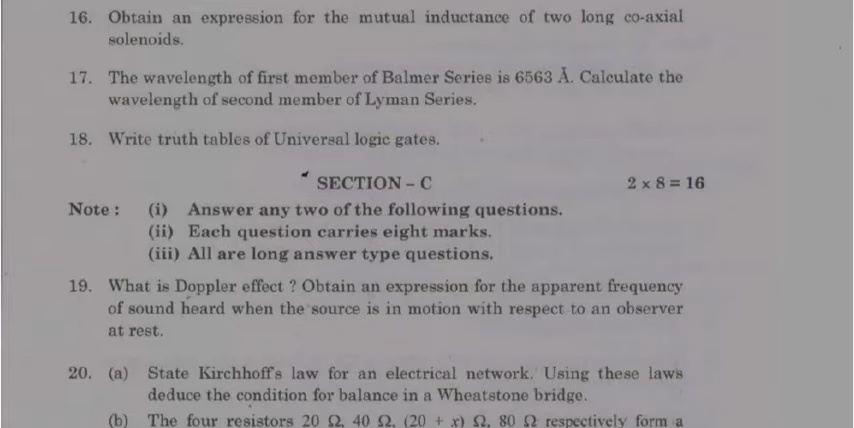 16. Obtain an expression for the mutual inductance of two long co-axial
solenoids.
17. The wavelength of first member of Balmer Series is 6563 Å. Calculate the
wavelength of second member of Lyman Series.
18. Write truth tables of Universal logic gates.
SECTION – C 2 × 8 = 16
Note : (i) Answer any two of the following questions.
(ii) Each question carries eight marks.
(iii) All are long answer type questions.
19. What is Doppler effect ? Obtain an expression for the apparent frequency
of sound heard when the source is in motion with respect to an observer
at rest.
20. (a) State Kirchhoff's law for an electrical network. Using these laws
deduce the condition for balance in a Wheatstone bridge.
(b) The four resistors 20 Ω, 40 Ω, (20 + x) Ω, 80 Ω respectively form a